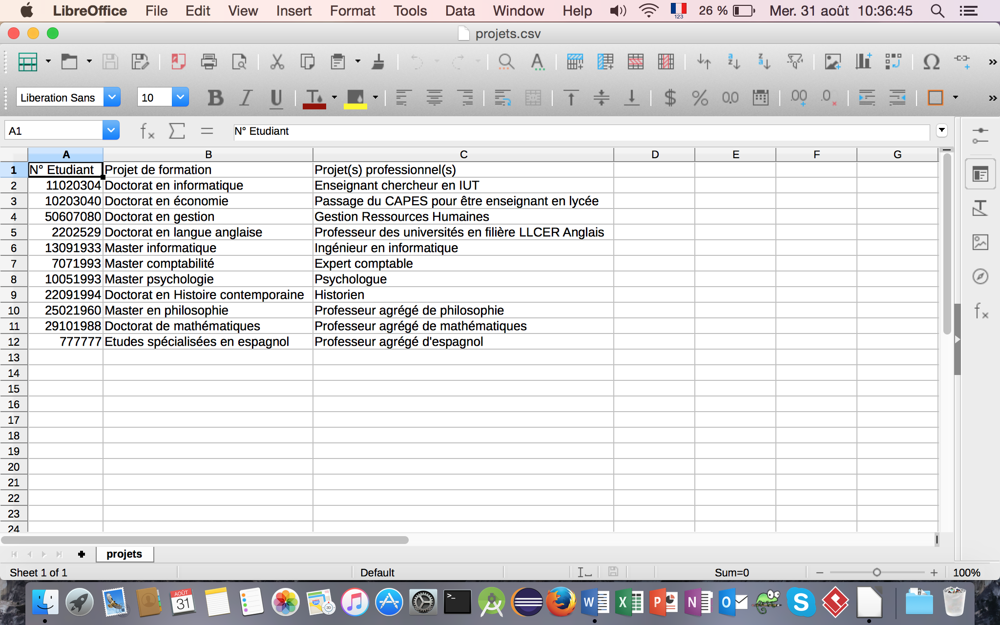 LibreOffice File Edit View Insert Format Tools Data Window Help 123 26 % Mer. 31 août 10:36:45
projets.csv
Liberation Sans 10
A1 N° Etudiant
A B C D E F G
1 N° Etudiant Projet de formation Projet(s) professionnel(s)
2 11020304 Doctorat en informatique Enseignant chercheur en IUT
3 10203040 Doctorat en économie Passage du CAPES pour être enseignant en lycée
4 50607080 Doctorat en gestion Gestion Ressources Humaines
5 2202529 Doctorat en langue anglaise Professeur des universités en filière LLCER Anglais
6 13091933 Master informatique Ingénieur en informatique
7 7071993 Master comptabilité Expert comptable
8 10051993 Master psychologie Psychologue
9 22091994 Doctorat en Histoire contemporaine Historien
10 25021960 Master en philosophie Professeur agrégé de philosophie
11 29101988 Doctorat de mathématiques Professeur agrégé de mathématiques
12 777777 Etudes spécialisées en espagnol Professeur agrégé d'espagnol
13
14
15
16
17
18
19
20
21
22
23
24
projets
Sheet 1 of 1 Default Sum=0 100%
AOÛT
31